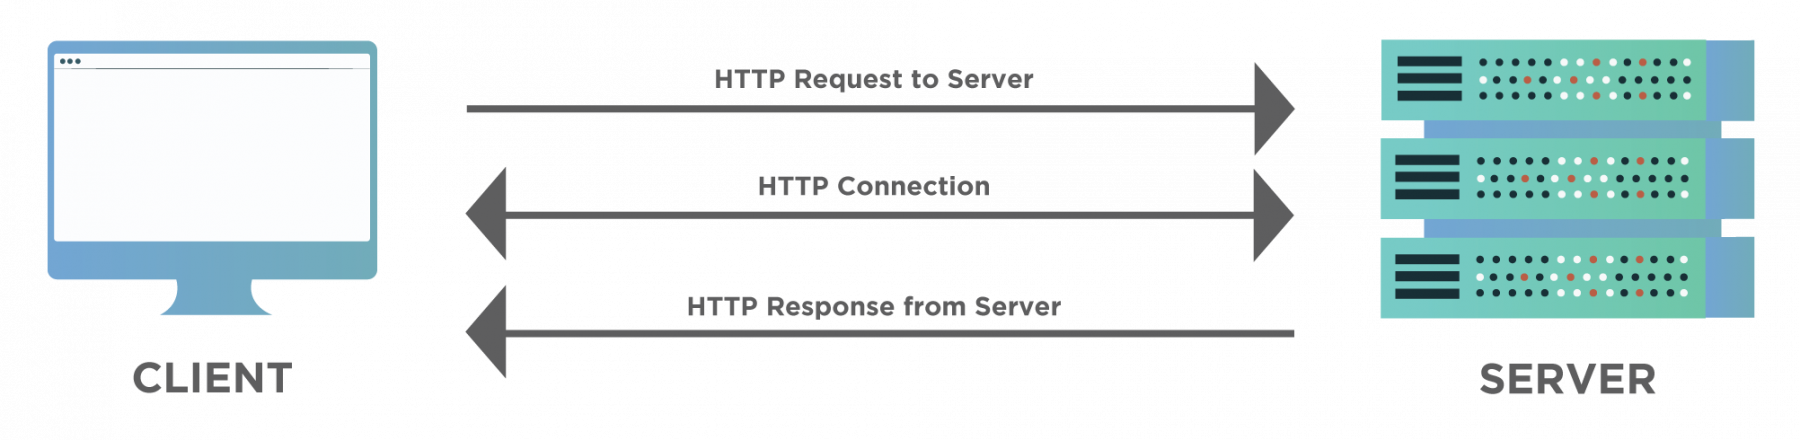 HTTP Request to Server
HTTP Connection
HTTP Response from Server
CLIENT
SERVER